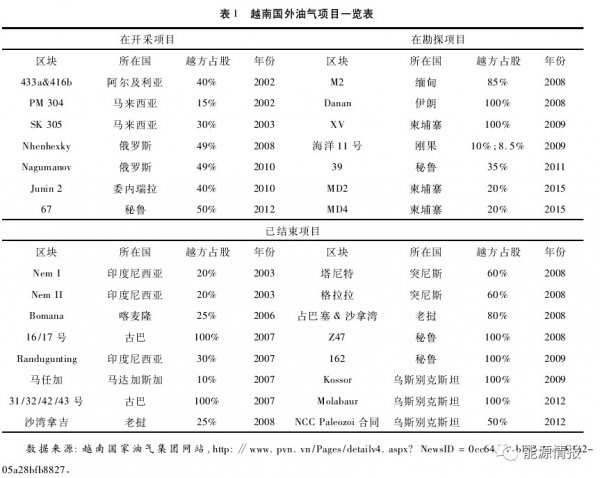 表 1 越南国外油气项目一览表
在开采项目 在勘探项目
区块 所在国 越方占股 年份 区块 所在国 越方占股 年份
433a&416b 阿尔及利亚 40% 2002 M2 缅甸 85% 2008
PM 304 马来西亚 15% 2002 Danan 伊朗 100% 2008
SK 305 马来西亚 30% 2003 XV 柬埔寨 100% 2009
Nhenhexky 俄罗斯 49% 2008 海洋 11 号 刚果 10%;8.5% 2009
Nagumanov 俄罗斯 49% 2010 39 秘鲁 35% 2011
Junin 2 委内瑞拉 40% 2010 MD2 柬埔寨 20% 2015
67 秘鲁 50% 2012 MD4 柬埔寨 20% 2015
已结束项目
区块 所在国 越方占股 年份 区块 所在国 越方占股 年份
Nem I 印度尼西亚 20% 2003 塔尼特 突尼斯 60% 2008
Nem II 印度尼西亚 20% 2003 格拉拉 突尼斯 60% 2008
Bomana 喀麦隆 25% 2006 占巴塞 & 沙拿湾 老挝 80% 2008
16/17 号 古巴 100% 2007 Z47 秘鲁 100% 2008
Randugunting 印度尼西亚 30% 2007 162 秘鲁 100% 2009
马任加 马达加斯加 10% 2007 Kossor 乌斯别克斯坦 100% 2009
31/32/42/43 号 古巴 100% 2007 Molabaur 乌斯别克斯坦 100% 2012
沙湾拿吉 老挝 25% 2008 NCC Paleozoi 合同 乌斯别克斯坦 50% 2012
数据来源: 越南国家油气集团网站, http: // www. pvn. vn/Pages/detailv4. aspx? NewsID = 0cc64
05a28bfb8827。
能源情报